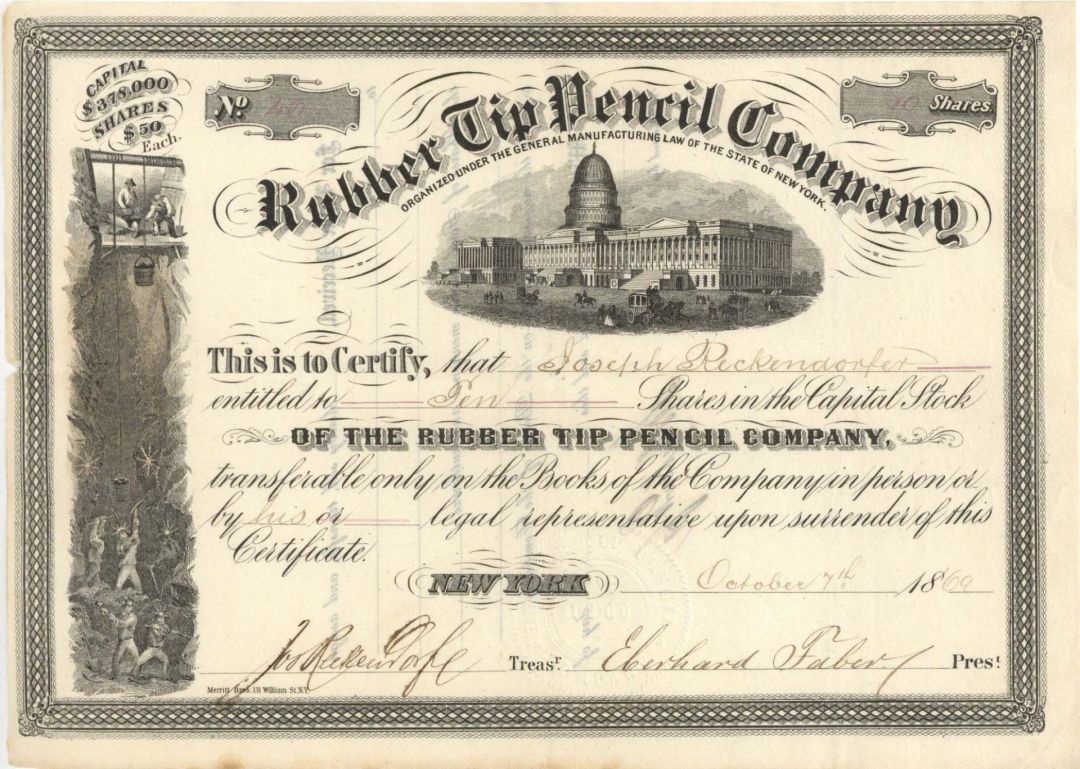 CAPITAL
$378,000
SHARES
$50
Each.
No
10 Shares.
Rubber Tip Pencil Company
ORGANIZED UNDER THE GENERAL MANUFACTURING LAW OF THE STATE OF NEW YORK.
This is to Certify, that Joseph Reckendorfer
entitled to Ten Shares in the Capital Stock
OF THE RUBBER TIP PENCIL COMPANY,
transferable only on the Books of the Company in person or
by his or legal representative upon surrender of this
Certificate.
NEW YORK October 7th 1869
Jos Reckendorfer Treasr. Eberhard Faber Prest
Merritt Bros. 131 William St. N.Y.